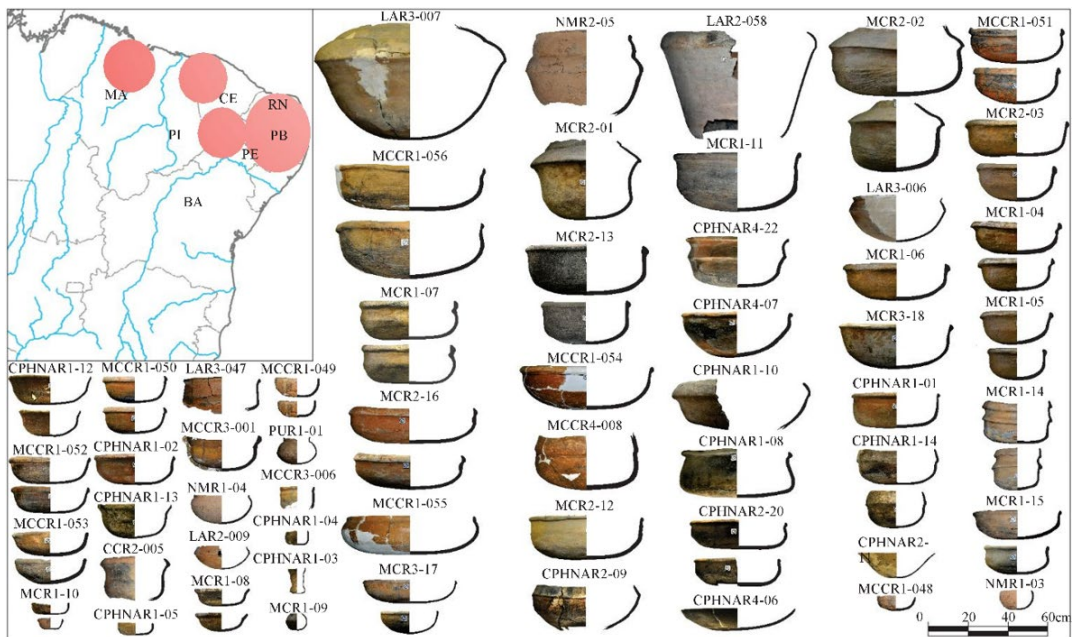 MA
CE
RN
PI
PB
PE
BA
CPHNAR1-12
MCCR1-050
LAR3-047
MCCR1-049
MCCR3-001
PUR1-01
MCCR1-052
CPHNAR1-02
MCCR3-006
CPHNAR1-13
NMR1-04
MCCR1-053
CPHNAR1-04
CCR2-005
LAR2-009
CPHNAR1-03
MCR1-10
MCR1-08
CPHNAR1-05
MCR1-09
LAR3-007
MCCR1-056
MCR1-07
MCR2-16
MCCR1-055
MCR3-17
NMR2-05
MCR2-01
MCR2-13
MCCR1-054
MCCR4-008
MCR2-12
CPHNAR2-09
LAR2-058
MCR1-11
CPHNAR4-22
CPHNAR4-07
CPHNAR1-10
CPHNAR1-08
CPHNAR2-20
CPHNAR4-06
MCR2-02
LAR3-006
MCR1-06
MCR3-18
CPHNAR1-01
CPHNAR1-14
CPHNAR2-
N
MCCR1-048
MCCR1-051
MCR2-03
MCR1-04
MCR1-05
MCR1-14
MCR1-15
NMR1-03
0 20 40 60cm